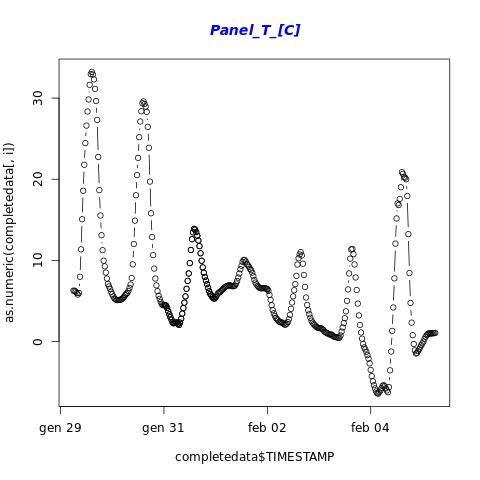 Panel_T_[C]
as.numeric(completedata[, i])
30
20
10
0
gen 29
gen 31
feb 02
feb 04
completedata$TIMESTAMP